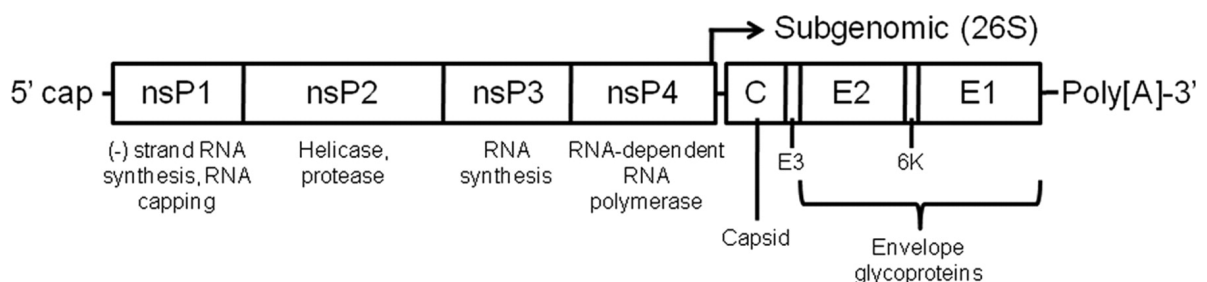 Subgenomic (26S)
5' cap nsP1 nsP2 nsP3 nsP4 C E2 E1 Poly[A]-3'
(-) strand RNA
synthesis, RNA
capping
Helicase,
protease
RNA
synthesis
RNA-dependent
RNA
polymerase
E3
6K
Capsid
Envelope
glycoproteins